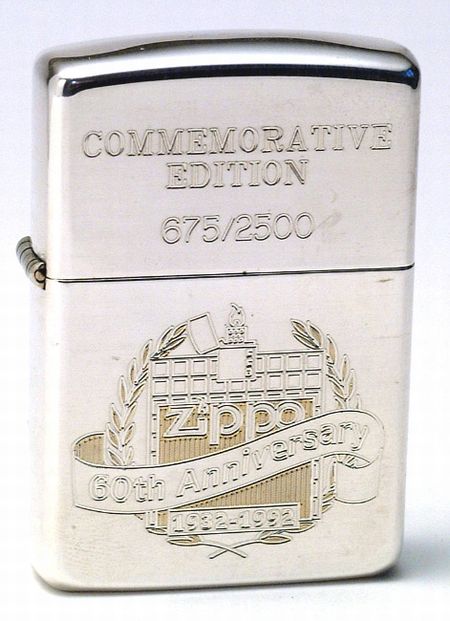 COMMEMORATIVE
EDITION
675/2500
zippo
60th Anniversary
1932-1992